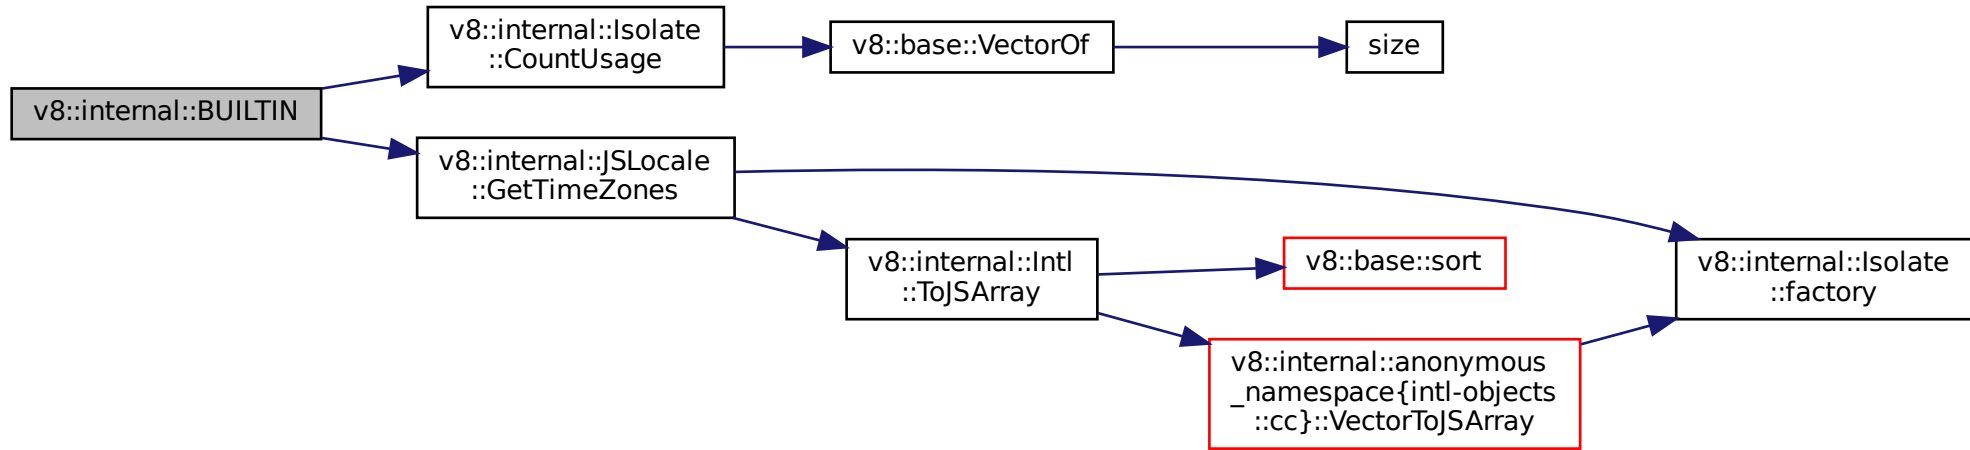 v8::internal::BUILTIN
v8::internal::Isolate
::CountUsage
v8::base::VectorOf
size
v8::internal::JSLocale
::GetTimeZones
v8::internal::Intl
::ToJSArray
v8::base::sort
v8::internal::anonymous
_namespace{intl-objects
::cc}::VectorToJSArray
v8::internal::Isolate
::factory